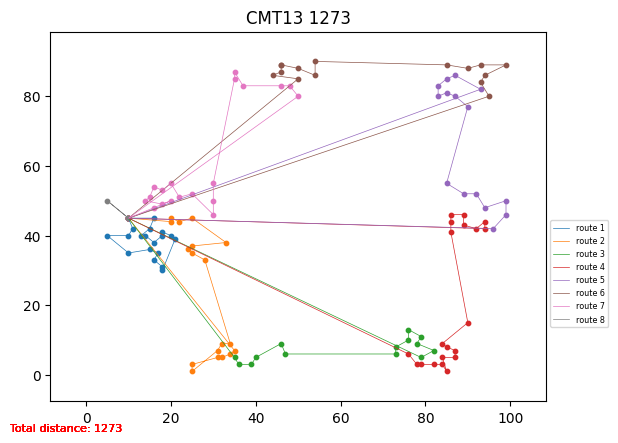 CMT13 1273
80
60
40
20
0
0
20
40
60
80
100
route 1
route 2
route 3
route 4
route 5
route 6
route 7
route 8
Total distance: 1273